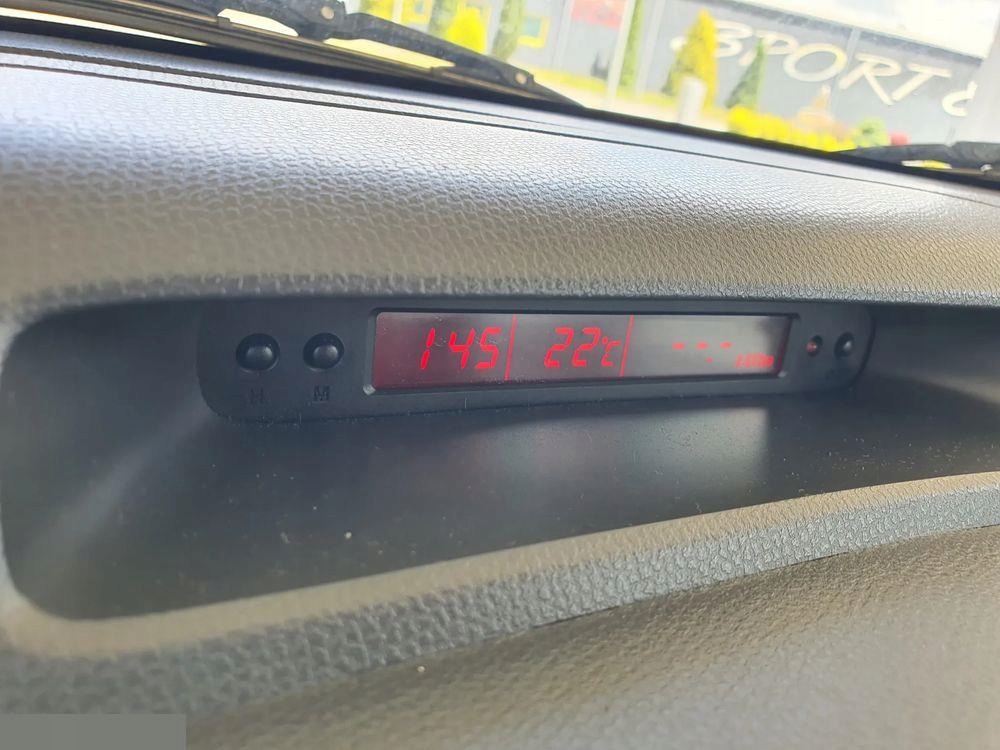 SPORT &
1 45
22°C
--.-
H M